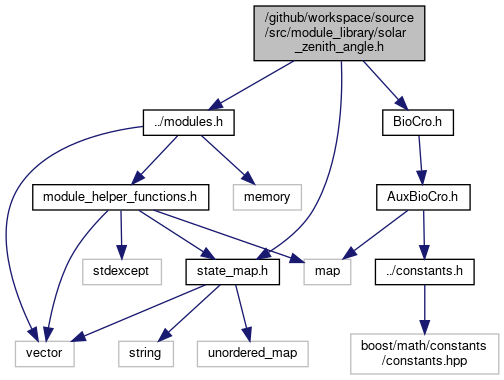 /github/workspace/source
/src/module_library/solar
_zenith_angle.h
../modules.h
BioCro.h
module_helper_functions.h
memory
AuxBioCro.h
stdexcept
state_map.h
map
../constants.h
vector
string
unordered_map
boost/math/constants
/constants.hpp